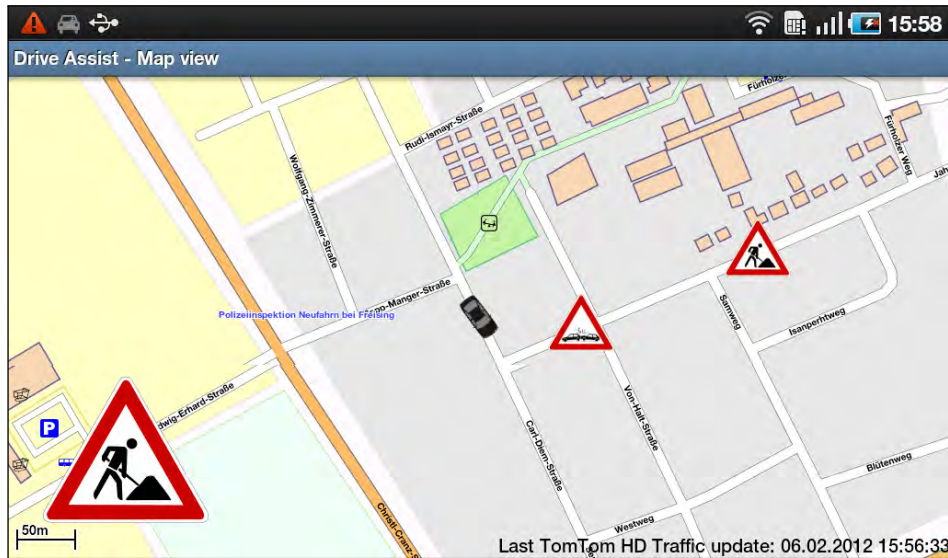 15:58
Drive Assist - Map view
Rudi-Ismayr-Straße
Fürholzer Weg
Wolfgang-Zimmerer-Straße
Polizeiinspektion Neufahrn bei Freising
Samweg
Isanperhtweg
Von-Halt-Straße
Carl-Diem-Straße
P
Blütenweg
Westweg
50m
Last TomTom HD Traffic update: 06.02.2012 15:56:33